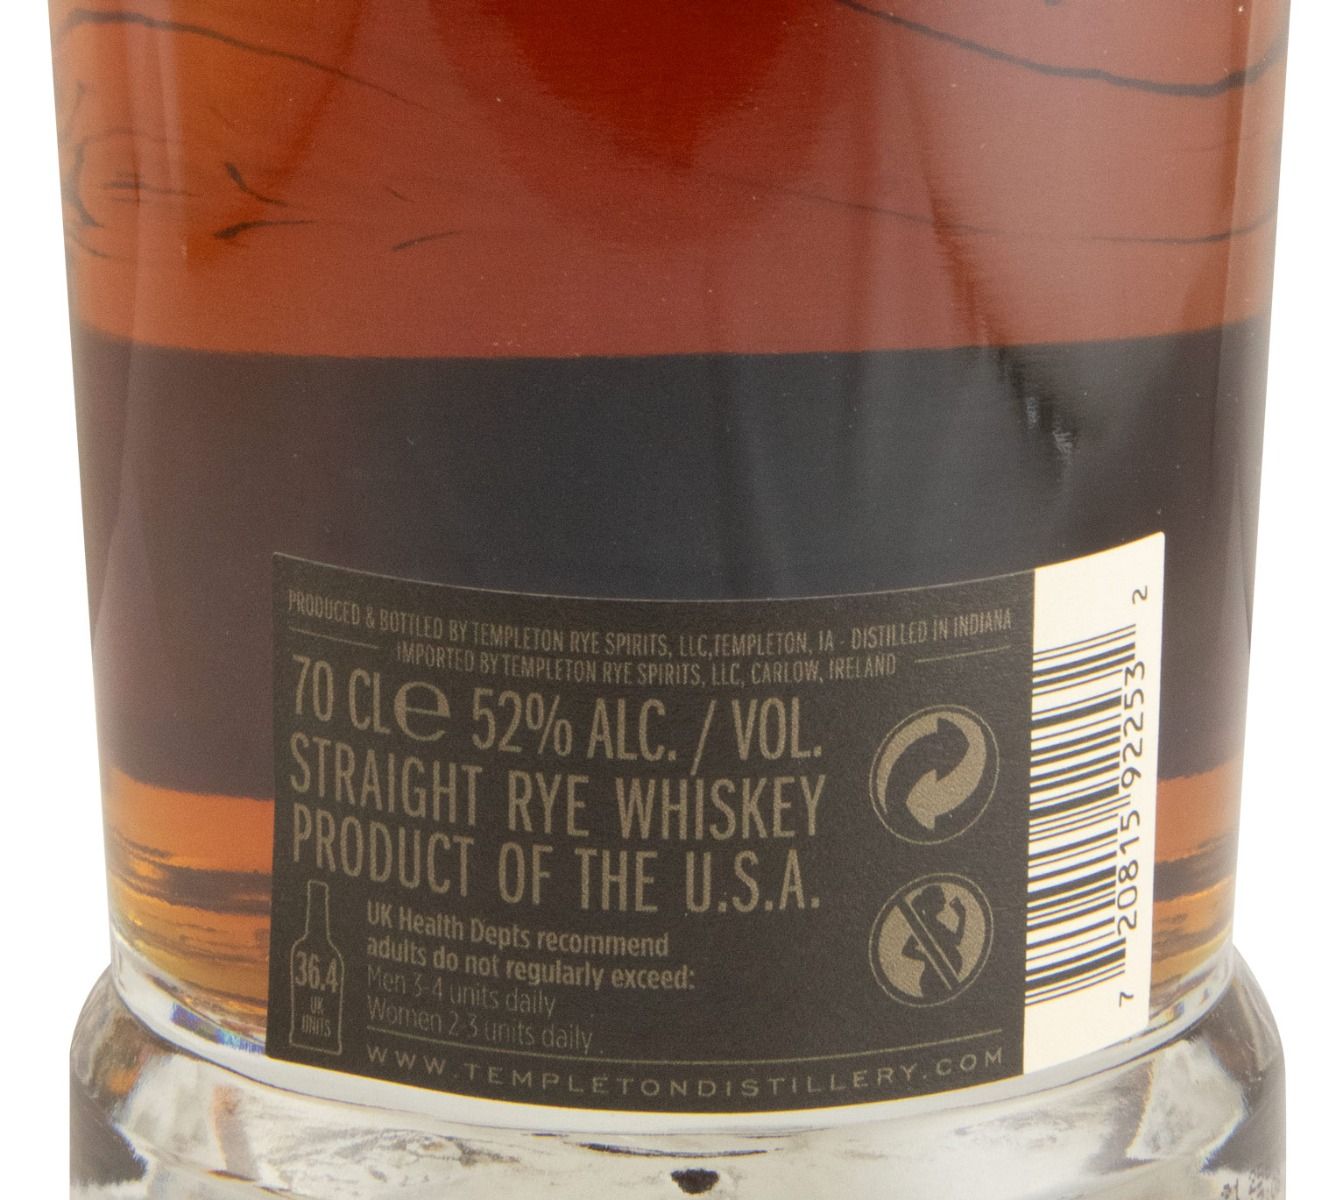 PRODUCED & BOTTLED BY TEMPLETON RYE SPIRITS, LLC,TEMPLETON, IA - DISTILLED IN INDIANA
IMPORTED BY TEMPLETON RYE SPIRITS, LLC, CARLOW, IRELAND
70 CL e 52% ALC. / VOL.
STRAIGHT RYE WHISKEY
PRODUCT OF THE U.S.A.
36.4
UK
UNITS
UK Health Depts recommend
adults do not regularly exceed:
Men 3-4 units daily
Women 2-3 units daily
WWW.TEMPLETONDISTILLERY.COM
7 20815 92253 2